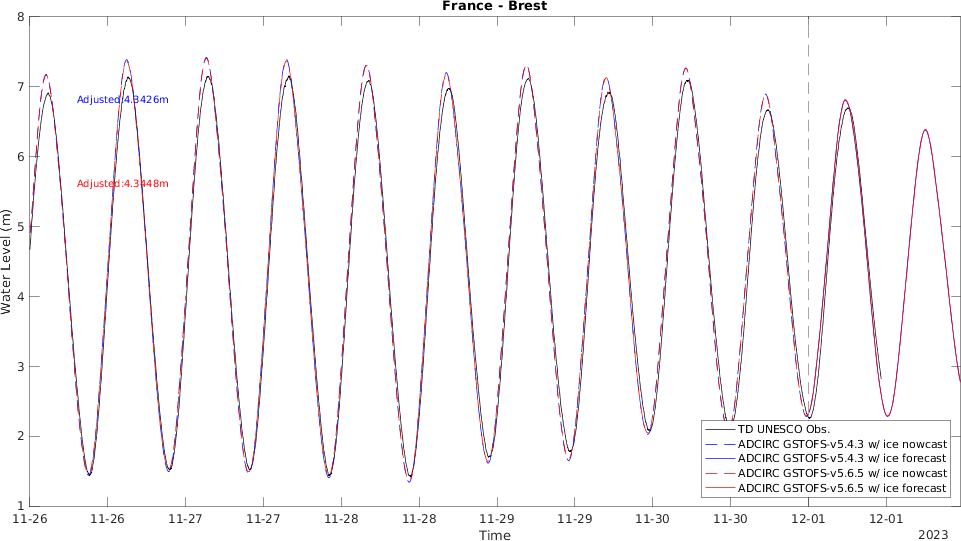 France - Brest
8
7
6
5
4
3
2
1
Water Level (m)
Adjusted:4.3426m
Adjusted:4.3448m
TD UNESCO Obs.
ADCIRC GSTOFS-v5.4.3 w/ ice nowcast
ADCIRC GSTOFS-v5.4.3 w/ ice forecast
ADCIRC GSTOFS-v5.6.5 w/ ice nowcast
ADCIRC GSTOFS-v5.6.5 w/ ice forecast
11-26 11-26 11-27 11-27 11-28 11-28 11-29 11-29 11-30 11-30 12-01 12-01
Time
2023